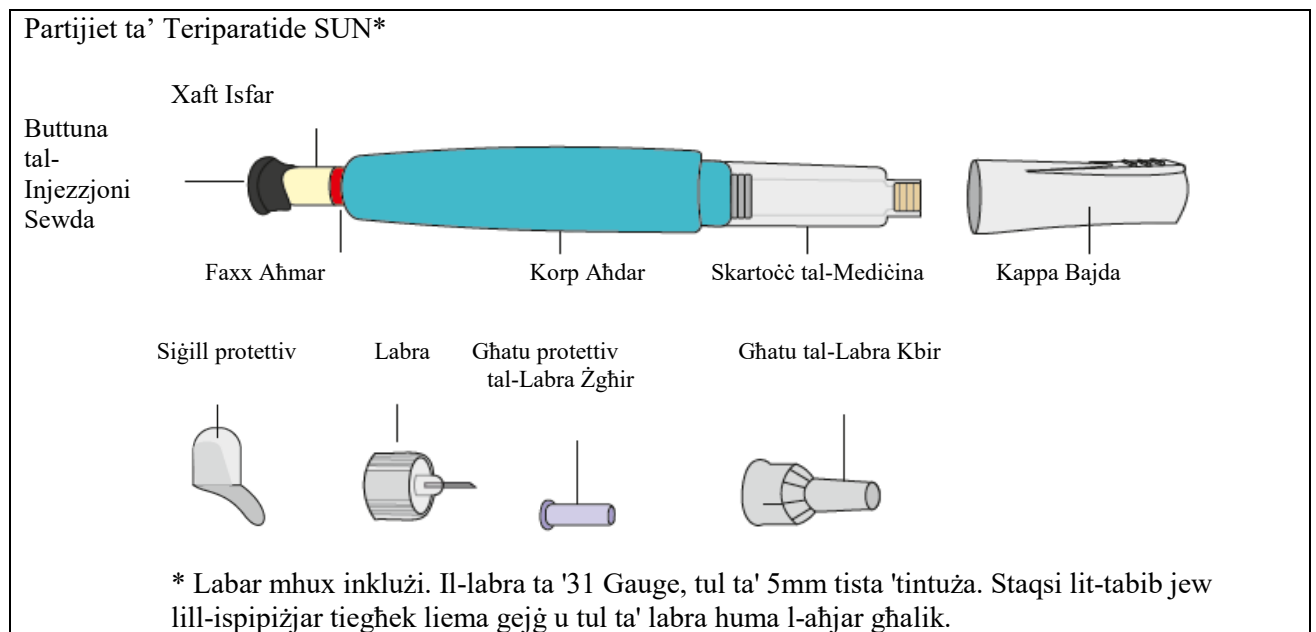 Partijiet ta’ Teriparatide SUN*
Xaft Isfar
Buttuna
tal-
Injezzjoni
Sewda
Faxx Aħmar
Korp Aħdar
Skartoċċ tal-Mediċina
Kappa Bajda
Siġill protettiv
Labra
Għatu protettiv
tal-Labra Żgħir
Għatu tal-Labra Kbir
* Labar mhux inklużi. Il-labra ta '31 Gauge, tul ta' 5mm tista 'tintuża. Staqsi lit-tabib jew
lill-ispipiżjar tiegħek liema gejġ u tul ta' labra huma l-aħjar għalik.